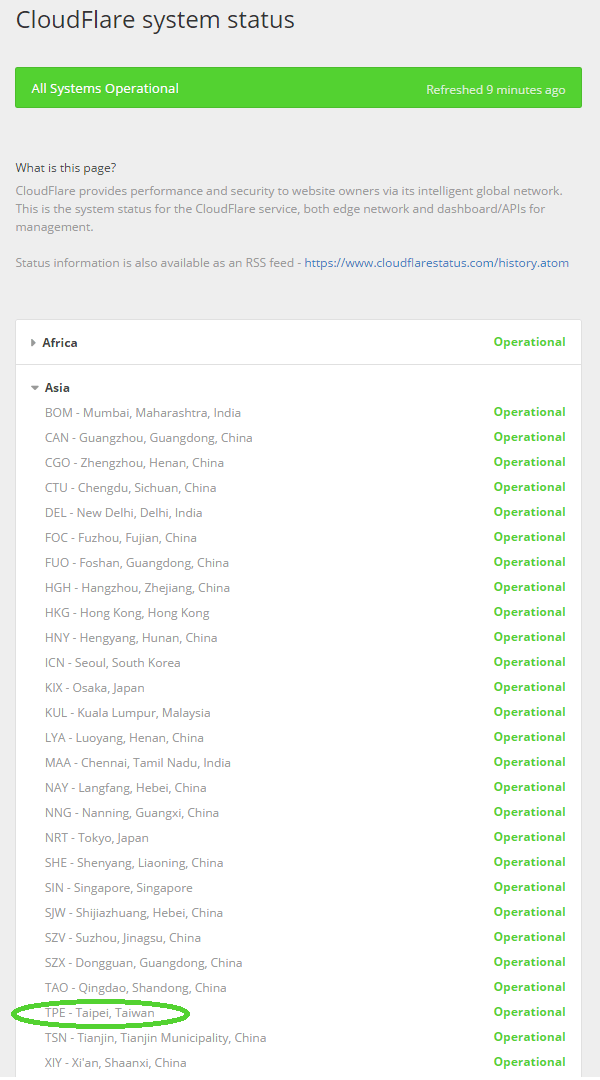 CloudFlare system status
All Systems Operational Refreshed 9 minutes ago
What is this page?
CloudFlare provides performance and security to website owners via its intelligent global network.
This is the system status for the CloudFlare service, both edge network and dashboard/APIs for
management.
Status information is also available as an RSS feed - https://www.cloudflarestatus.com/history.atom
Africa Operational
Asia
BOM - Mumbai, Maharashtra, India Operational
CAN - Guangzhou, Guangdong, China Operational
CGO - Zhengzhou, Henan, China Operational
CTU - Chengdu, Sichuan, China Operational
DEL - New Delhi, Delhi, India Operational
FOC - Fuzhou, Fujian, China Operational
FUO - Foshan, Guangdong, China Operational
HGH - Hangzhou, Zhejiang, China Operational
HKG - Hong Kong, Hong Kong Operational
HNY - Hengyang, Hunan, China Operational
ICN - Seoul, South Korea Operational
KIX - Osaka, Japan Operational
KUL - Kuala Lumpur, Malaysia Operational
LYA - Luoyang, Henan, China Operational
MAA - Chennai, Tamil Nadu, India Operational
NAY - Langfang, Hebei, China Operational
NNG - Nanning, Guangxi, China Operational
NRT - Tokyo, Japan Operational
SHE - Shenyang, Liaoning, China Operational
SIN - Singapore, Singapore Operational
SJW - Shijiazhuang, Hebei, China Operational
SZV - Suzhou, Jinagsu, China Operational
SZX - Dongguan, Guangdong, China Operational
TAO - Qingdao, Shandong, China Operational
TPE - Taipei, Taiwan Operational
TSN - Tianjin, Tianjin Municipality, China Operational
XIY - Xi'an, Shaanxi, China Operational